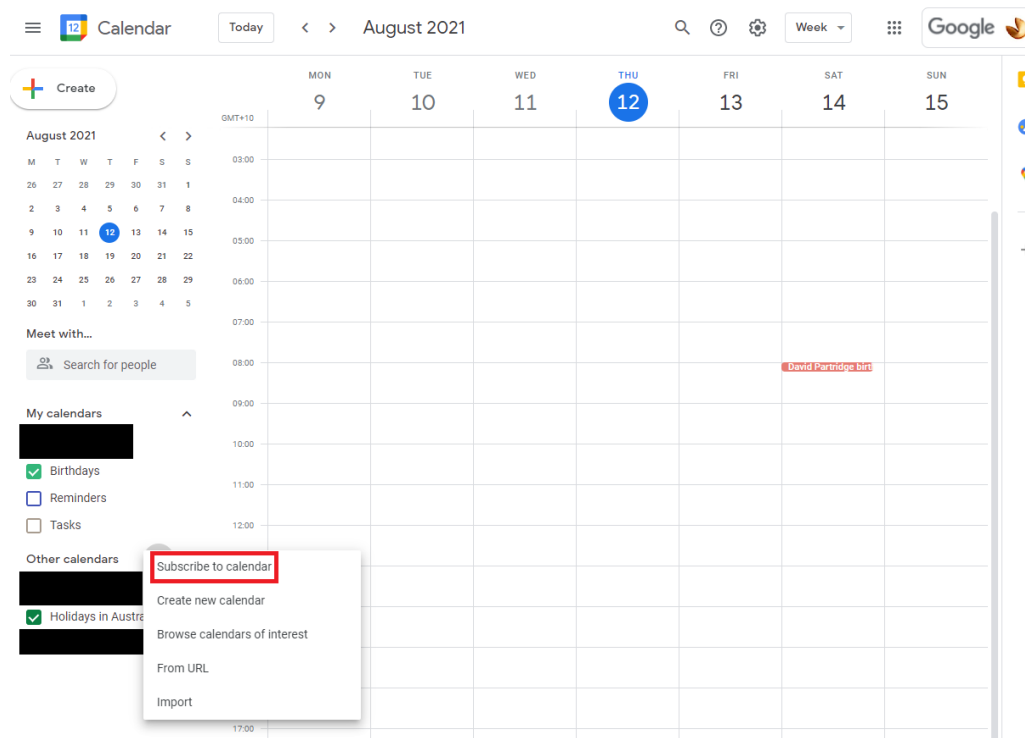 12 Calendar Today August 2021 Week Google
Create
MON TUE WED THU FRI SAT SUN
9 10 11 12 13 14 15
GMT+10
August 2021
M T W T F S S
26 27 28 29 30 31 1
2 3 4 5 6 7 8
9 10 11 12 13 14 15
16 17 18 19 20 21 22
23 24 25 26 27 28 29
30 31 1 2 3 4 5
Meet with...
Search for people
My calendars
Birthdays
Reminders
Tasks
Other calendars
Holidays in Austra
Subscribe to calendar
Create new calendar
Browse calendars of interest
From URL
Import
03:00
04:00
05:00
06:00
07:00
08:00
09:00
10:00
11:00
12:00
17:00
David Partridge birt